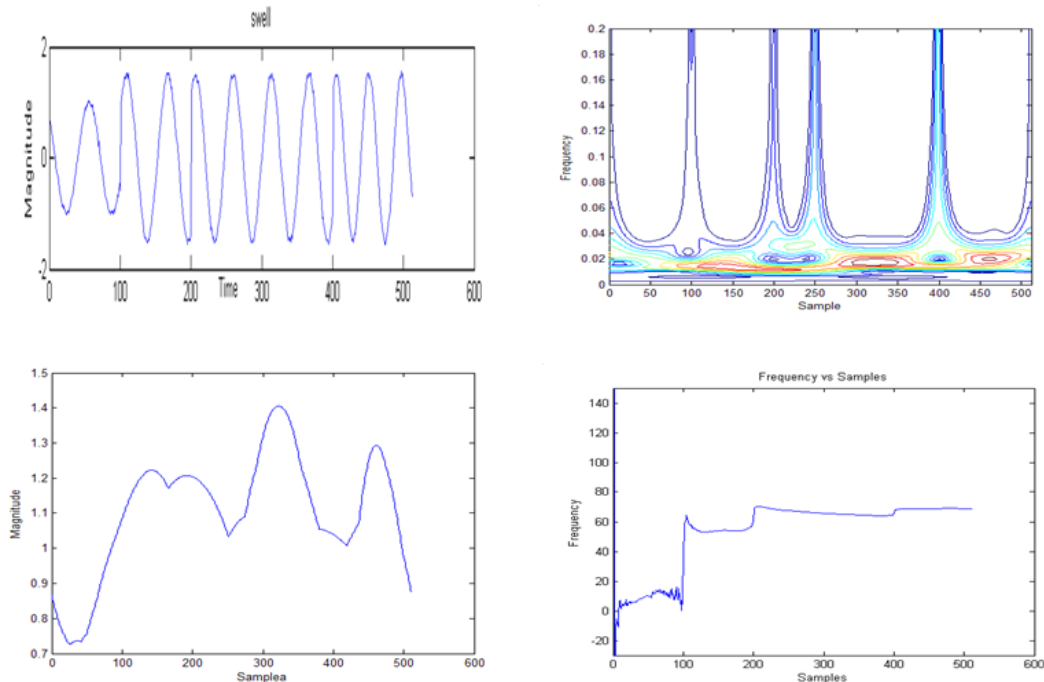 swell
2
0
-2
Magnitude
0 100 200 300 400 500 600
Time
0.2
0.18
0.16
0.14
0.12
0.1
0.08
0.06
0.04
0.02
0
Frequency
0 50 100 150 200 250 300 350 400 450 500
Sample
1.5
1.4
1.3
1.2
1.1
1
0.9
0.8
0.7
Magnitude
0 100 200 300 400 500 600
Samplea
Frequency vs Samples
140
120
100
80
60
40
20
0
-20
Frequency
0 100 200 300 400 500 600
Samples